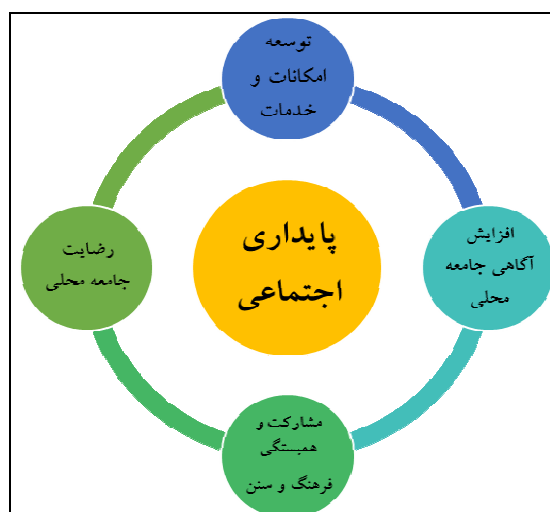 توسعه
امکانات و
خدمات
پایداری
اجتماعی
افزایش
آگاهی جامعه
محلی
رضایت
جامعه محلی
مشارکت و
همبستگی
فرهنگ و سنن